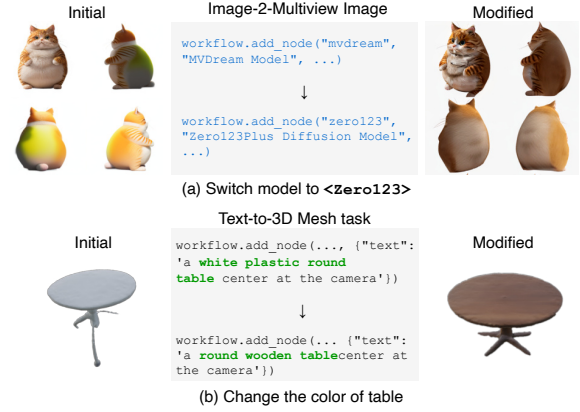 Initial
Image-2-Multiview Image
Modified
workflow.add_node("mvdream",
"MVDream Model", ...)
↓
workflow.add_node("zero123",
"Zero123Plus Diffusion Model",
...)
(a) Switch model to <Zero123>
Text-to-3D Mesh task
Initial
Modified
workflow.add_node(..., {"text":
'a white plastic round
table center at the camera'})
↓
workflow.add_node(... {"text":
'a round wooden tablecenter at
the camera'})
(b) Change the color of table